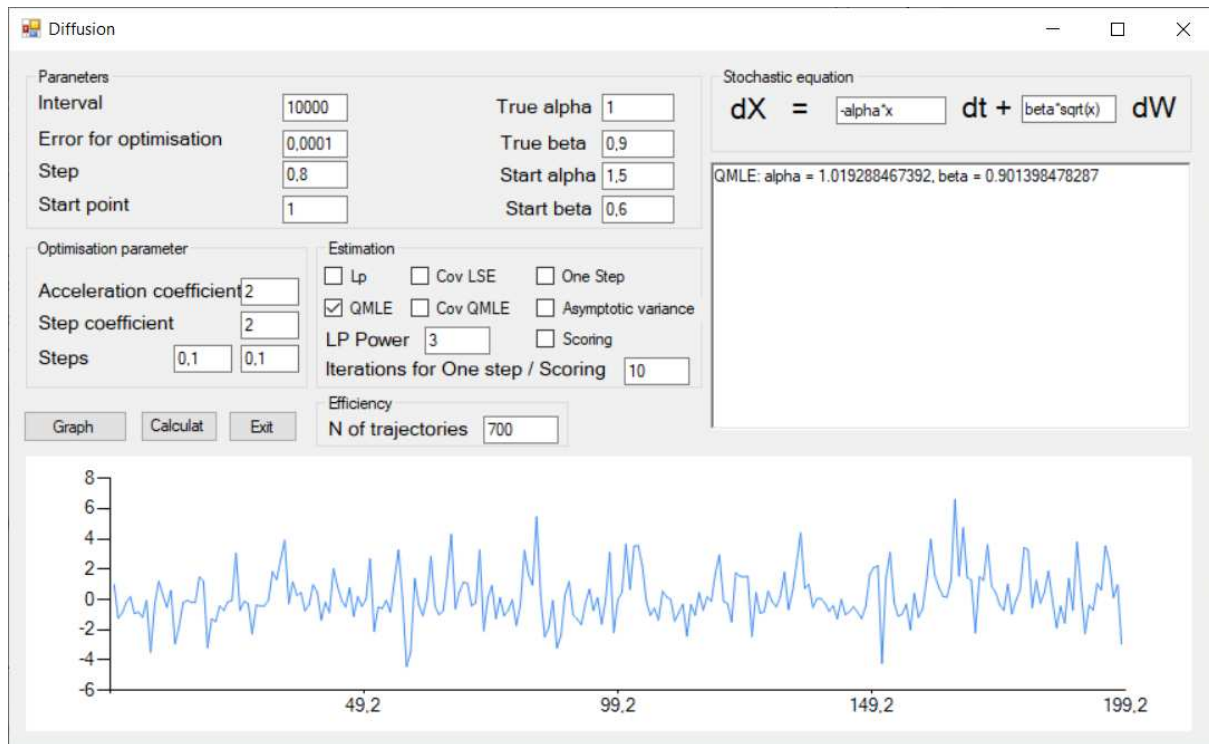 Diffusion
Paraneters
Interval 10000 True alpha 1
Error for optimisation 0,0001 True beta 0,9
Step 0,8 Start alpha 1,5
Start point 1 Start beta 0,6
Stochastic equation
dX = -alpha*x dt + beta*sqrt(x) dW
QMLE: alpha = 1.019288467392, beta = 0.901398478287
Optimisation parameter
Acceleration coefficient 2
Step coefficient 2
Steps 0,1 0,1
Estimation
Lp Cov LSE One Step
QMLE Cov QMLE Asymptotic variance
LP Power 3 Scoring
Iterations for One step / Scoring 10
Graph Calculat Exit
Efficiency
N of trajectories 700
8
6
4
2
0
-2
-4
-6
49,2 99,2 149,2 199,2